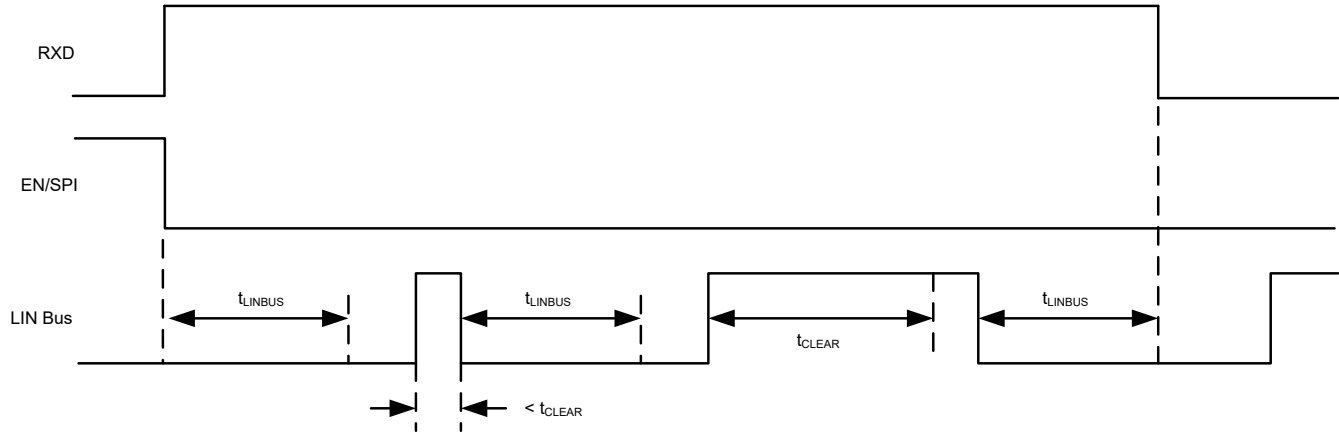 RXD
EN/SPI
LIN Bus
tLINBUS
tLINBUS
tCLEAR
tLINBUS
< tCLEAR